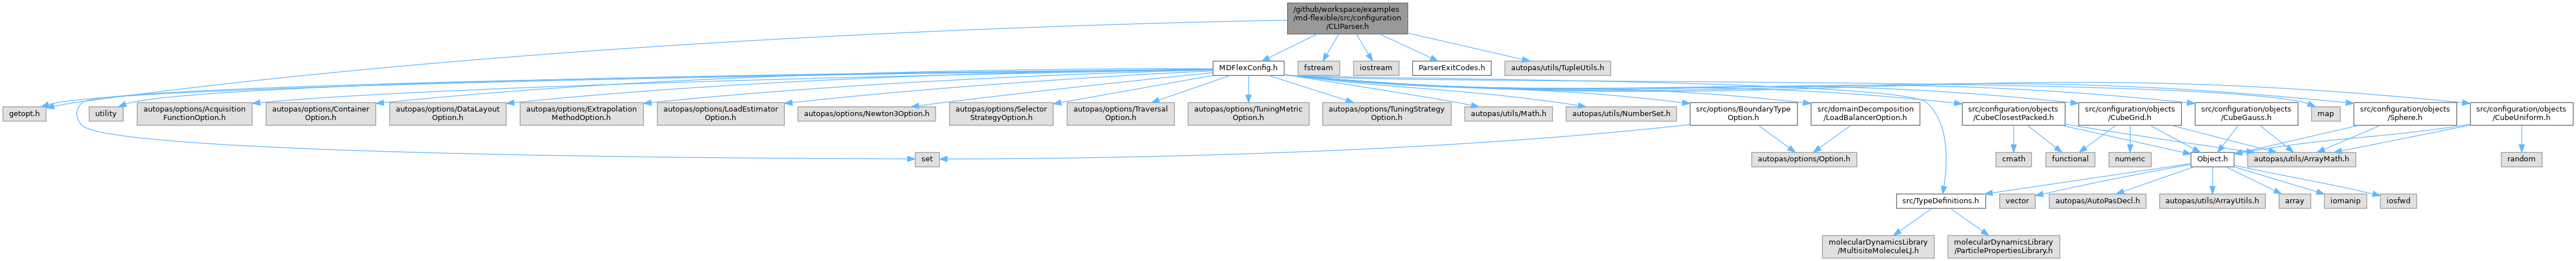 /github/workspace/examples
/md-flexible/src/configuration
/CLIParser.h
MDFlexConfig.h
fstream
iostream
ParserExitCodes.h
autopas/utils/TupleUtils.h
getopt.h
utility
autopas/options/Acquisition
FunctionOption.h
autopas/options/Container
Option.h
autopas/options/DataLayout
Option.h
autopas/options/Extrapolation
MethodOption.h
autopas/options/LoadEstimator
Option.h
autopas/options/Newton3Option.h
autopas/options/Selector
StrategyOption.h
autopas/options/Traversal
Option.h
autopas/options/TuningMetric
Option.h
autopas/options/TuningStrategy
Option.h
autopas/utils/Math.h
autopas/utils/NumberSet.h
src/options/BoundaryType
Option.h
src/domainDecomposition
/LoadBalancerOption.h
src/configuration/objects
/CubeClosestPacked.h
src/configuration/objects
/CubeGrid.h
src/configuration/objects
/CubeGauss.h
map
src/configuration/objects
/Sphere.h
src/configuration/objects
/CubeUniform.h
set
autopas/options/Option.h
cmath
functional
numeric
Object.h
autopas/utils/ArrayMath.h
random
src/TypeDefinitions.h
vector
autopas/AutoPasDecl.h
autopas/utils/ArrayUtils.h
array
iomanip
iosfwd
molecularDynamicsLibrary
/MultisiteMoleculeLJ.h
molecularDynamicsLibrary
/ParticlePropertiesLibrary.h